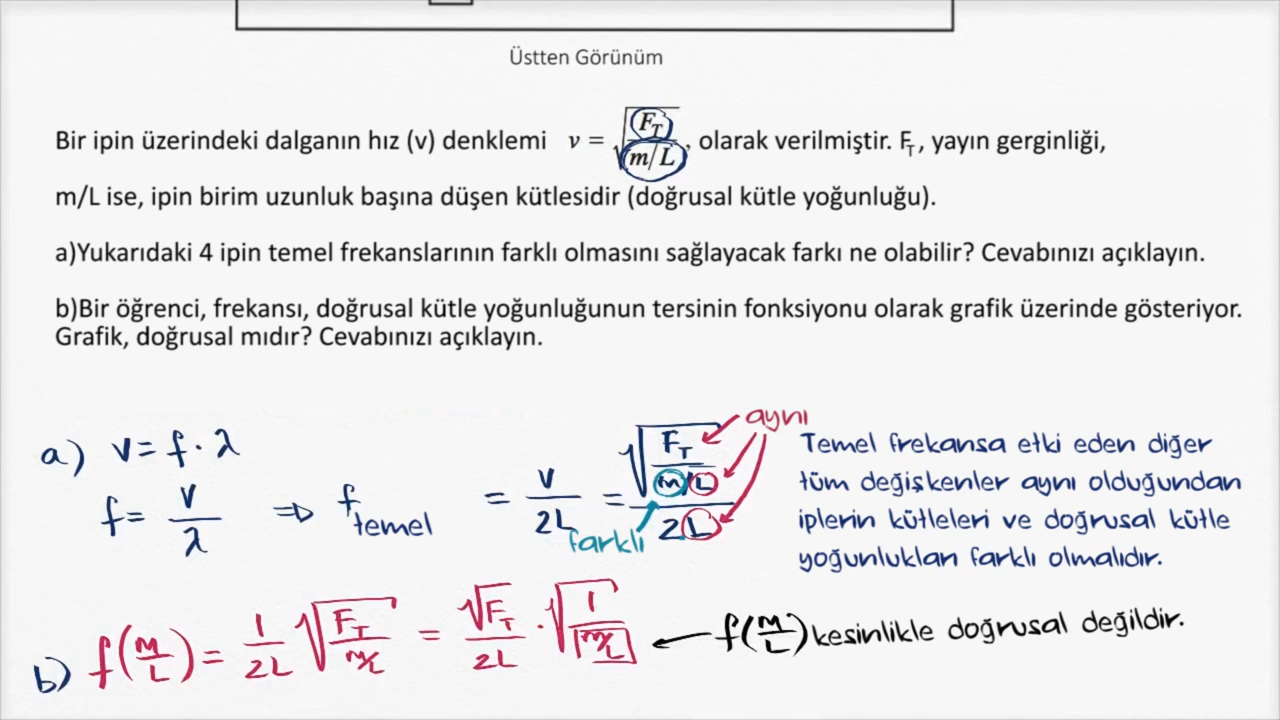 Üstten Görünüm
Bir ipin üzerindeki dalganın hız (v) denklemi v = √(F_T / (m/L)), olarak verilmiştir. F_T, yayın gerginliği,
m/L ise, ipin birim uzunluk başına düşen kütlesidir (doğrusal kütle yoğunluğu).
a)Yukarıdaki 4 ipin temel frekanslarının farklı olmasını sağlayacak farkı ne olabilir? Cevabınızı açıklayın.
b)Bir öğrenci, frekansı, doğrusal kütle yoğunluğunun tersinin fonksiyonu olarak grafik üzerinde gösteriyor.
Grafik, doğrusal mıdır? Cevabınızı açıklayın.
a) v = f · λ
f = v/λ ⇒ f temel = v/2L = √(F_T / (m/L)) / 2L
aynı
farklı
Temel frekansa etki eden diğer
tüm değişkenler aynı olduğundan
iplerin kütleleri ve doğrusal kütle
yoğunlukları farklı olmalıdır.
b) f(m/L) = 1/2L √(F_T / (m/L)) = √F_T / 2L · √(1 / (m/L)) ← f(m/L) kesinlikle doğrusal değildir.